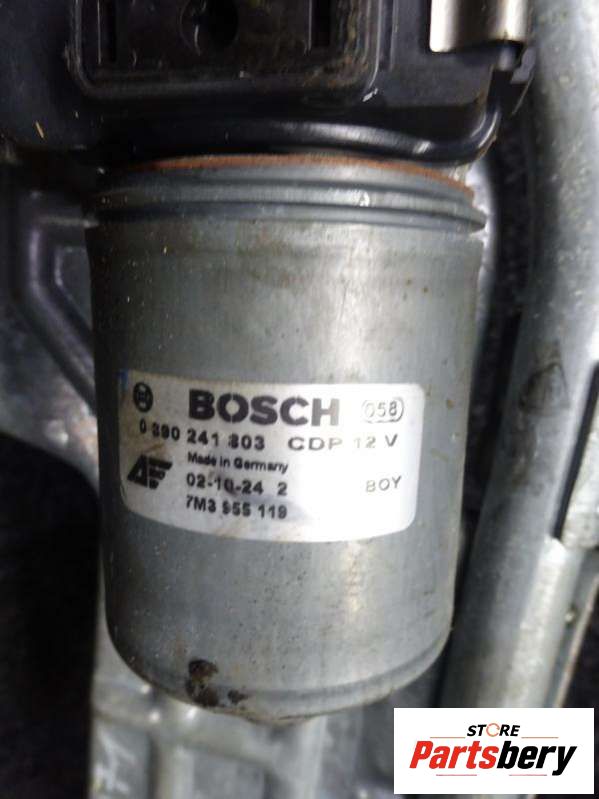 BOSCH 058
0 390 241 803 CDP 12 V
Made in Germany
02-10-24 2 BOY
7M3 955 119
STORE
Partsbery